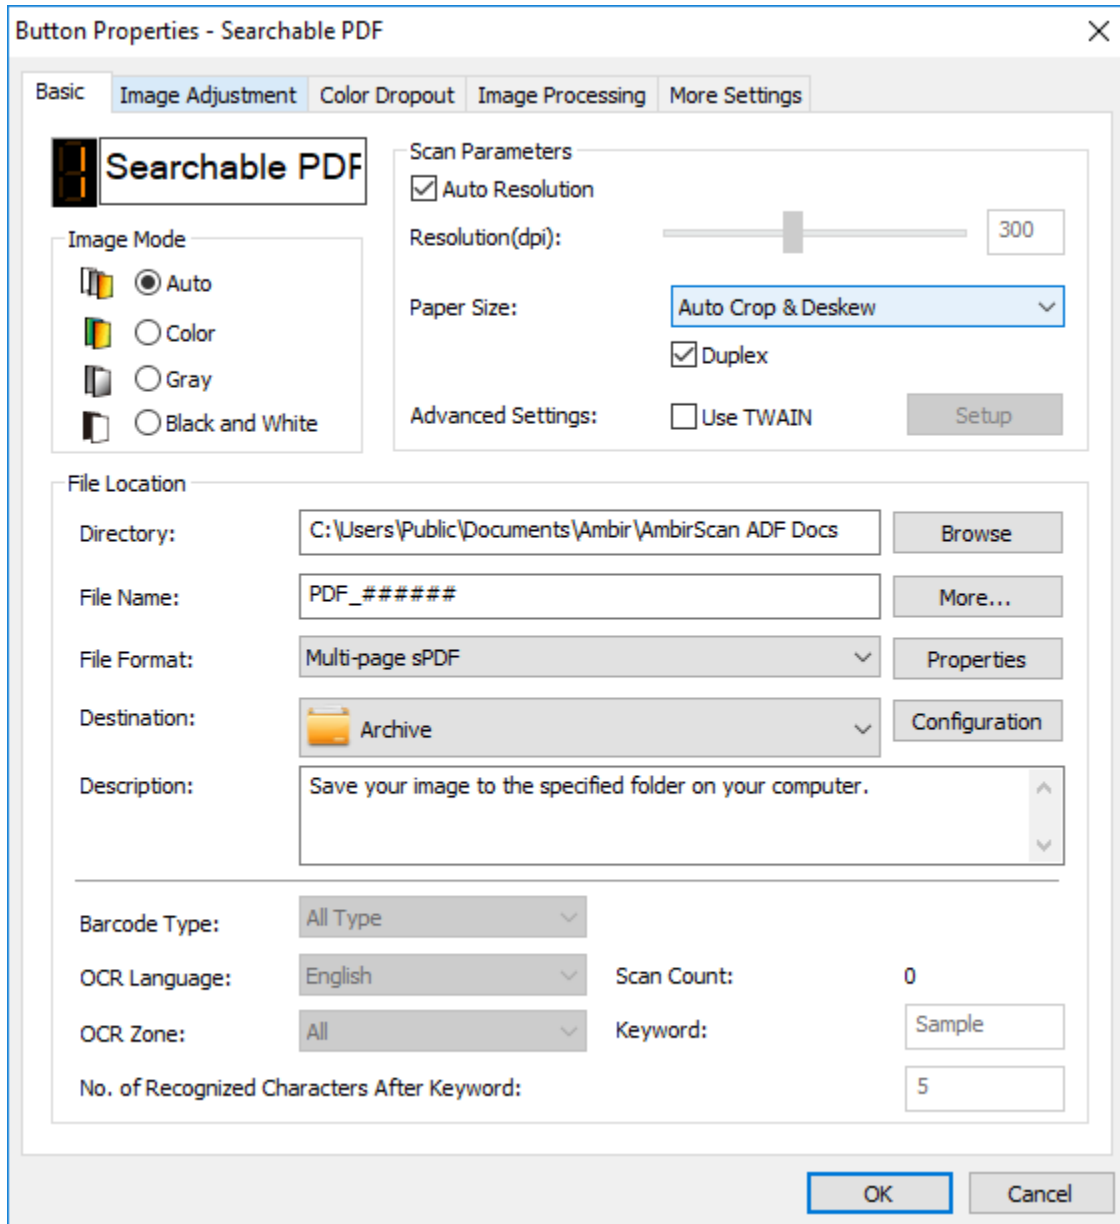 Button Properties - Searchable PDF
Basic Image Adjustment Color Dropout Image Processing More Settings
1 Searchable PDF
Image Mode
Auto
Color
Gray
Black and White
Scan Parameters
Auto Resolution
Resolution(dpi): 300
Paper Size: Auto Crop & Deskew
Duplex
Advanced Settings: Use TWAIN Setup
File Location
Directory: C:\Users\Public\Documents\Ambir\AmbirScan ADF Docs Browse
File Name: PDF_###### More...
File Format: Multi-page sPDF Properties
Destination: Archive Configuration
Description: Save your image to the specified folder on your computer.
Barcode Type: All Type
OCR Language: English Scan Count: 0
OCR Zone: All Keyword: Sample
No. of Recognized Characters After Keyword: 5
OK Cancel